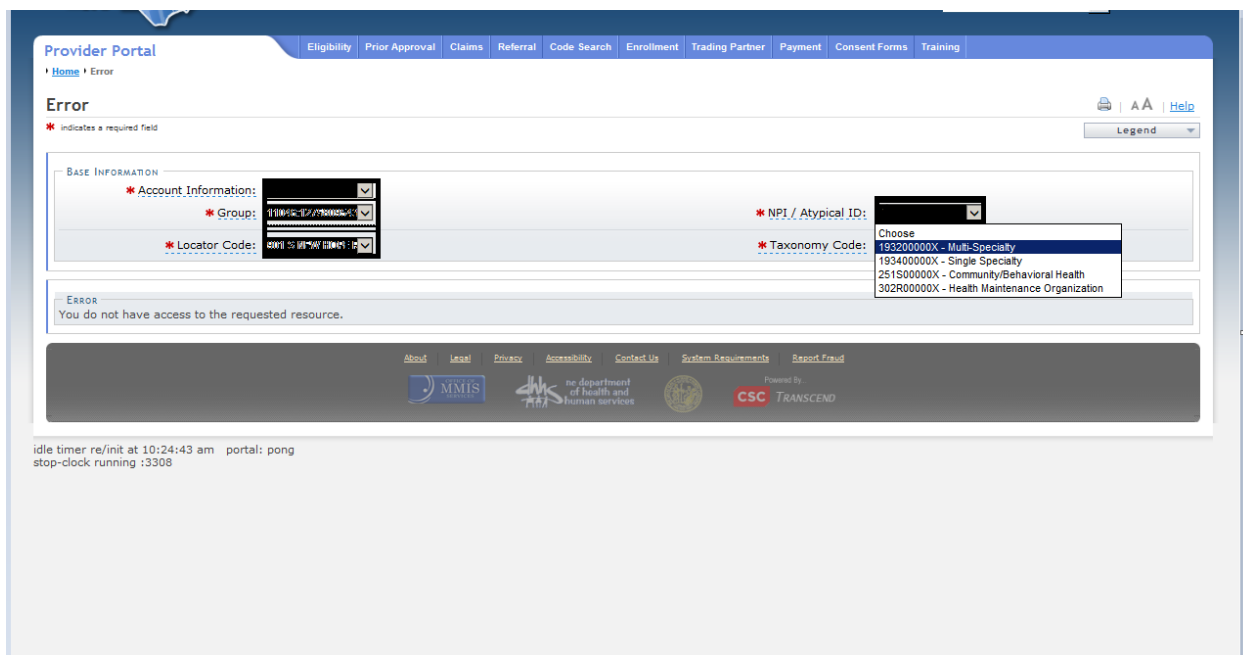 Provider Portal
Eligibility Prior Approval Claims Referral Code Search Enrollment Trading Partner Payment Consent Forms Training
Home Error
Error
AA Help
* indicates a required field
Legend
BASE INFORMATION
* Account Information:
* Group:
* NPI / Atypical ID:
* Locator Code:
* Taxonomy Code:
Choose
193200000X - Multi-Specialty
193400000X - Single Specialty
251S00000X - Community/Behavioral Health
302R00000X - Health Maintenance Organization
ERROR
You do not have access to the requested resource.
About Legal Privacy Accessibility Contact Us System Requirements Report Fraud
MMIS
SERVICES
dhhs
nc department
of health and
human services
Powered By...
CSC TRANSCEND
idle timer re/init at 10:24:43 am portal: pong
stop-clock running :3308